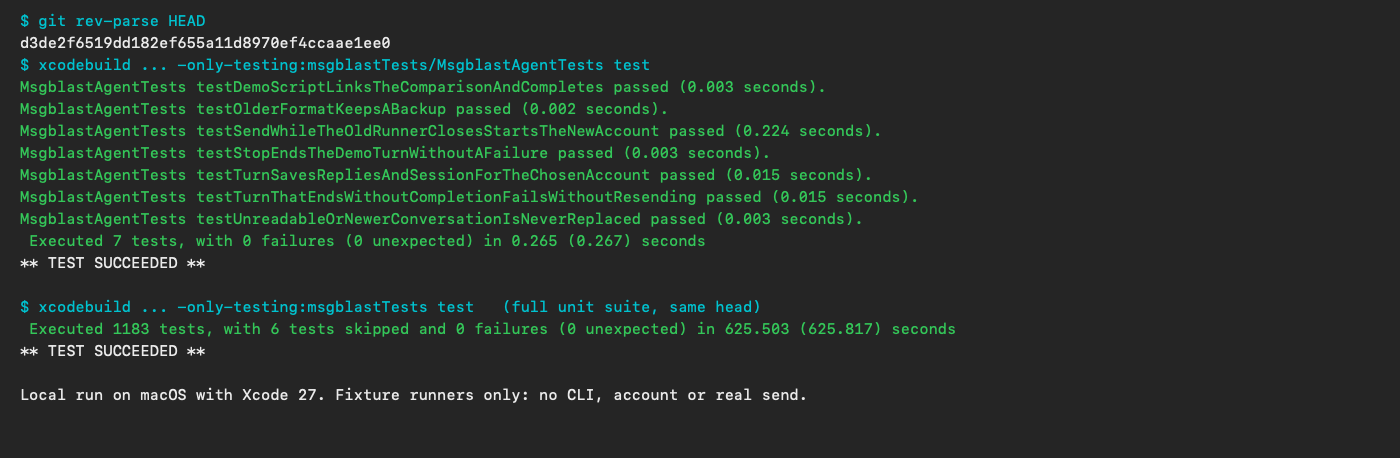 $ git rev-parse HEAD
d3de2f6519dd182ef655a11d8970ef4ccaae1ee0
$ xcodebuild ... -only-testing:msgblastTests/MsgblastAgentTests test
MsgblastAgentTests testDemoScriptLinksTheComparisonAndCompletes passed (0.003 seconds).
MsgblastAgentTests testOlderFormatKeepsABackup passed (0.002 seconds).
MsgblastAgentTests testSendWhileTheOldRunnerClosesStartsTheNewAccount passed (0.224 seconds).
MsgblastAgentTests testStopEndsTheDemoTurnWithoutAFailure passed (0.003 seconds).
MsgblastAgentTests testTurnSavesRepliesAndSessionForTheChosenAccount passed (0.015 seconds).
MsgblastAgentTests testTurnThatEndsWithoutCompletionFailsWithoutResending passed (0.015 seconds).
MsgblastAgentTests testUnreadableOrNewerConversationIsNeverReplaced passed (0.003 seconds).
Executed 7 tests, with 0 failures (0 unexpected) in 0.265 (0.267) seconds
** TEST SUCCEEDED **
$ xcodebuild ... -only-testing:msgblastTests test (full unit suite, same head)
Executed 1183 tests, with 6 tests skipped and 0 failures (0 unexpected) in 625.503 (625.817) seconds
** TEST SUCCEEDED **
Local run on macOS with Xcode 27. Fixture runners only: no CLI, account or real send.